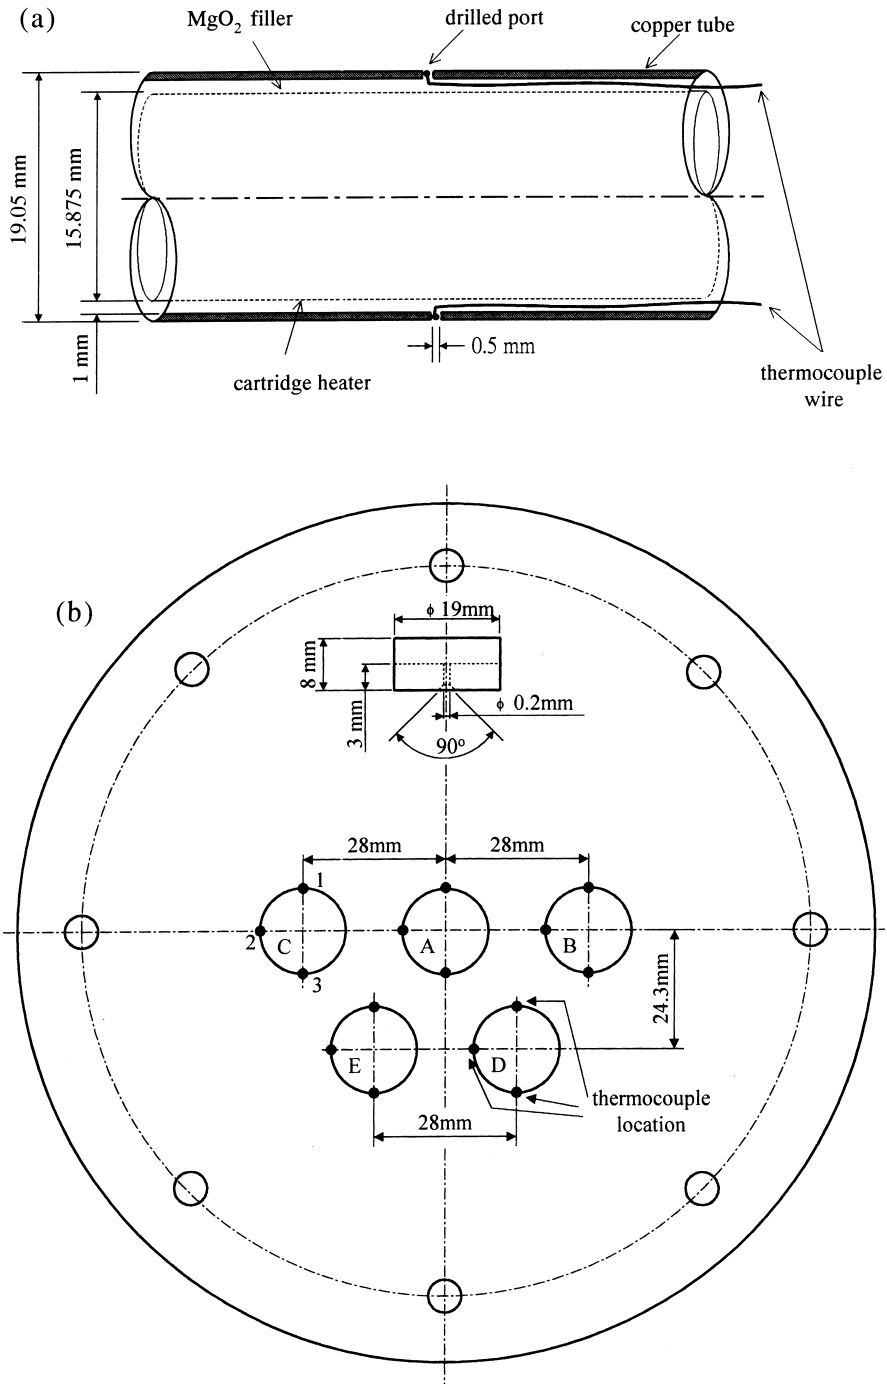 (a)
MgO₂ filler
drilled port
copper tube
19.05 mm
15.875 mm
1 mm
0.5 mm
cartridge heater
thermocouple
wire
(b)
ϕ 19mm
8 mm
3 mm
ϕ 0.2mm
90º
28mm
28mm
1
2
C
A
B
3
24.3mm
E
D
thermocouple
location
28mm